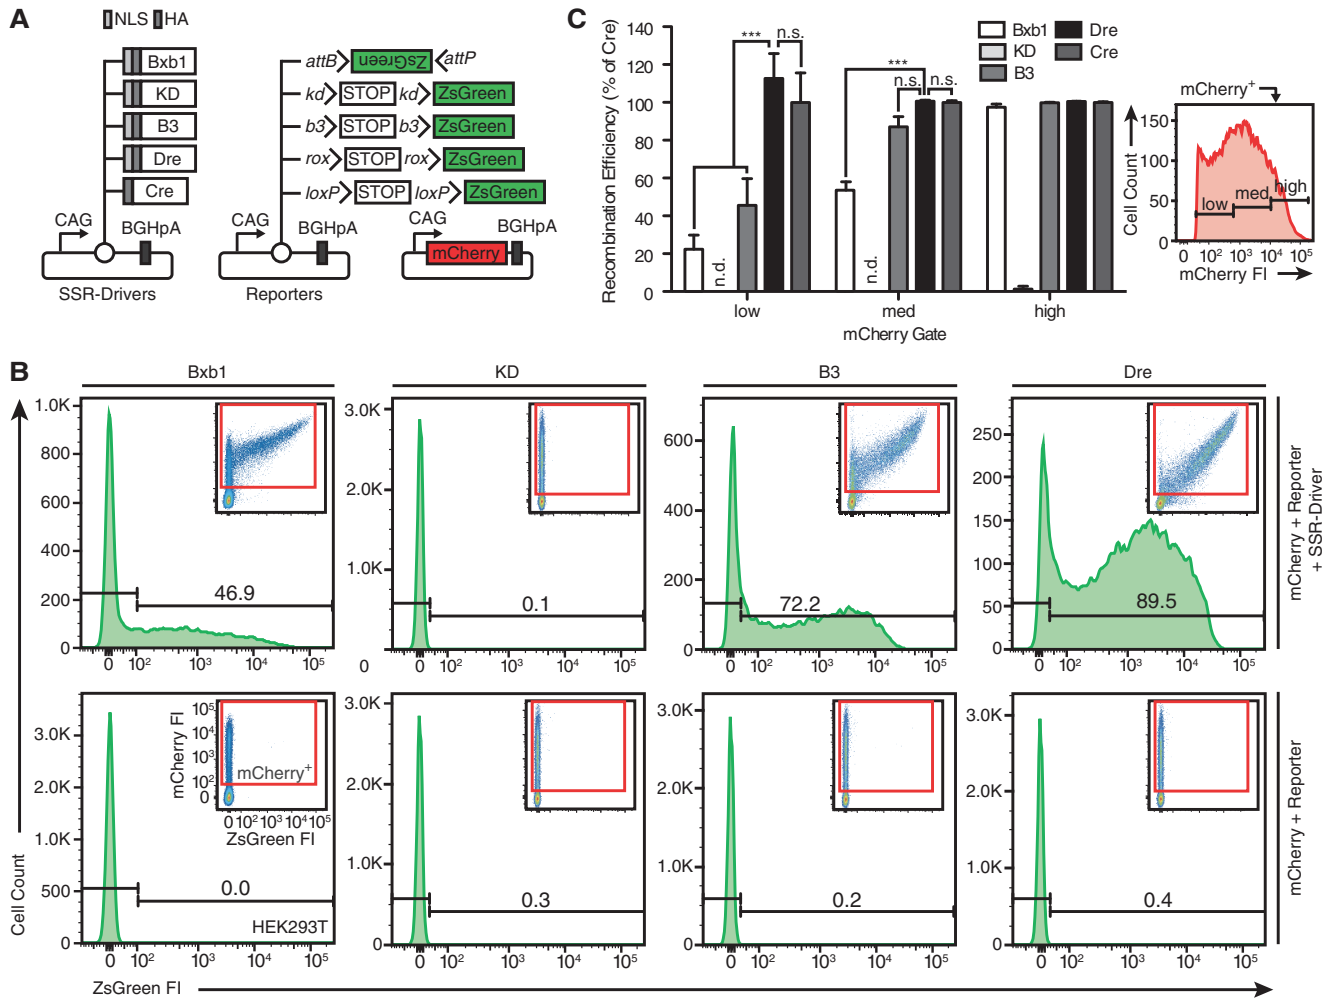 A
NLS HA
Bxb1
KD
B3
Dre
Cre
CAG
BGHpA
SSR-Drivers
attB ZsGreen attP
kd STOP kd ZsGreen
b3 STOP b3 ZsGreen
rox STOP rox ZsGreen
loxP STOP loxP ZsGreen
CAG
BGHpA
Reporters
CAG
BGHpA
mCherry
C
Recombination Efficiency (% of Cre)
140
120
100
80
60
40
20
0
*** n.s.
***
n.s. n.s.
n.d.
n.d.
low med high
mCherry Gate
Bxb1
KD
B3
Dre
Cre
mCherry+
Cell Count
150
100
50
0
low med high
0 10² 10³ 10⁴ 10⁵
mCherry FI
B
Bxb1 KD B3 Dre
1.0K
800
600
400
200
0
46.9
0 10² 10³ 10⁴ 10⁵
3.0K
2.0K
1.0K
0
0.1
0 10² 10³ 10⁴ 10⁵
600
400
200
0
72.2
0 10² 10³ 10⁴ 10⁵
250
200
150
100
50
0
89.5
0 10² 10³ 10⁴ 10⁵
mCherry + Reporter
+ SSR-Driver
3.0K
2.0K
1.0K
500
0
mCherry FI
10⁵
10⁴
10³
10²
0
mCherry+
0 10² 10³ 10⁴ 10⁵
ZsGreen FI
0.0
HEK293T
0 10² 10³ 10⁴ 10⁵
3.0K
2.0K
1.0K
0
0.3
0 10² 10³ 10⁴ 10⁵
3.0K
2.0K
1.0K
0
0.2
0 10² 10³ 10⁴ 10⁵
3.0K
2.0K
1.0K
0
0.4
0 10² 10³ 10⁴ 10⁵
mCherry + Reporter
Cell Count
ZsGreen FI